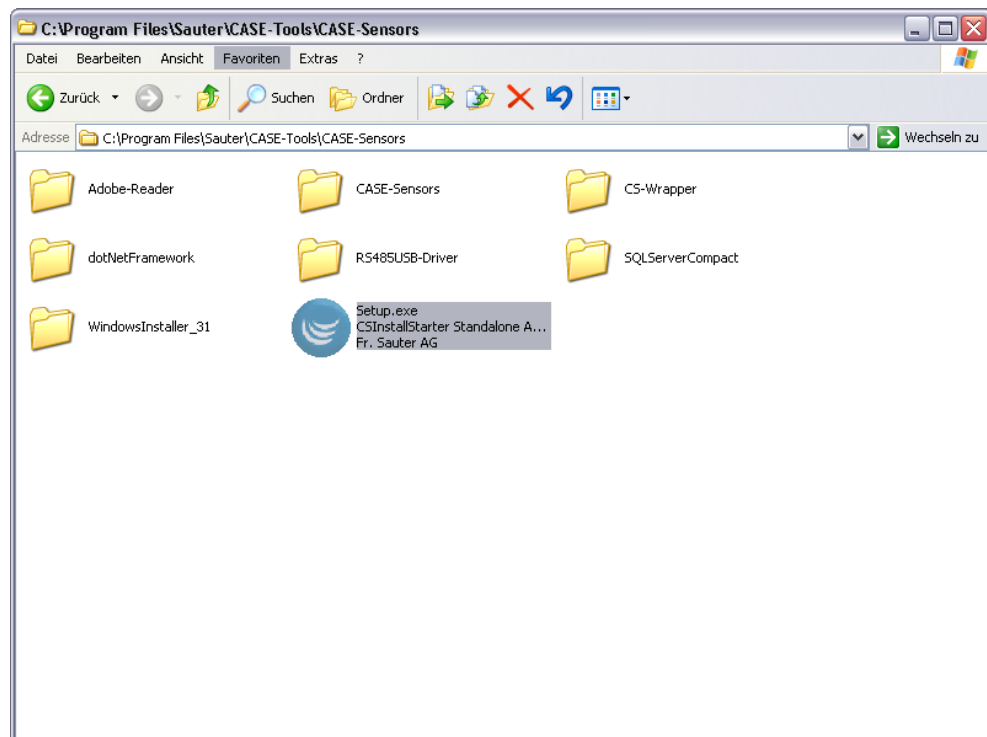 C:\Program Files\Sauter\CASE-Tools\CASE-Sensors
Datei Bearbeiten Ansicht Favoriten Extras ?
Zurück Suchen Ordner
Adresse C:\Program Files\Sauter\CASE-Tools\CASE-Sensors Wechseln zu
Adobe-Reader CASE-Sensors CS-Wrapper
dotNetFramework RS485USB-Driver SQLServerCompact
WindowsInstaller_31 Setup.exe
CSInstallStarter Standalone A...
Fr. Sauter AG